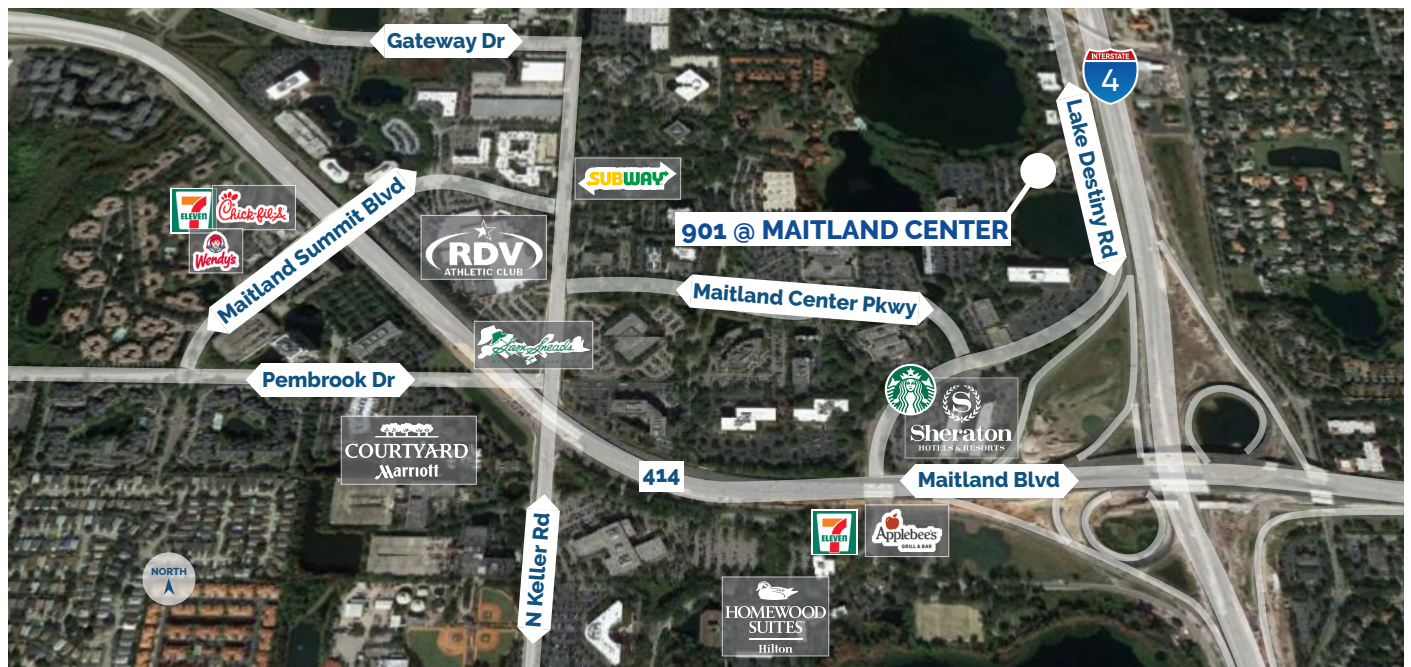 Gateway Dr
INTERSTATE
4
Lake Destiny Rd
SUBWAY
7
ELEVEN
Chick-fil-A
Wendy's
Maitland Summit Blvd
RDV
ATHLETIC CLUB
901 @ MAITLAND CENTER
Maitland Center Pkwy
Sam Sneads
Pembrook Dr
S
Sheraton
HOTELS & RESORTS
COURTYARD
Marriott
414
Maitland Blvd
N Keller Rd
7
ELEVEN
Applebee's
GRILL & BAR
NORTH
HOMEWOOD
SUITES
Hilton